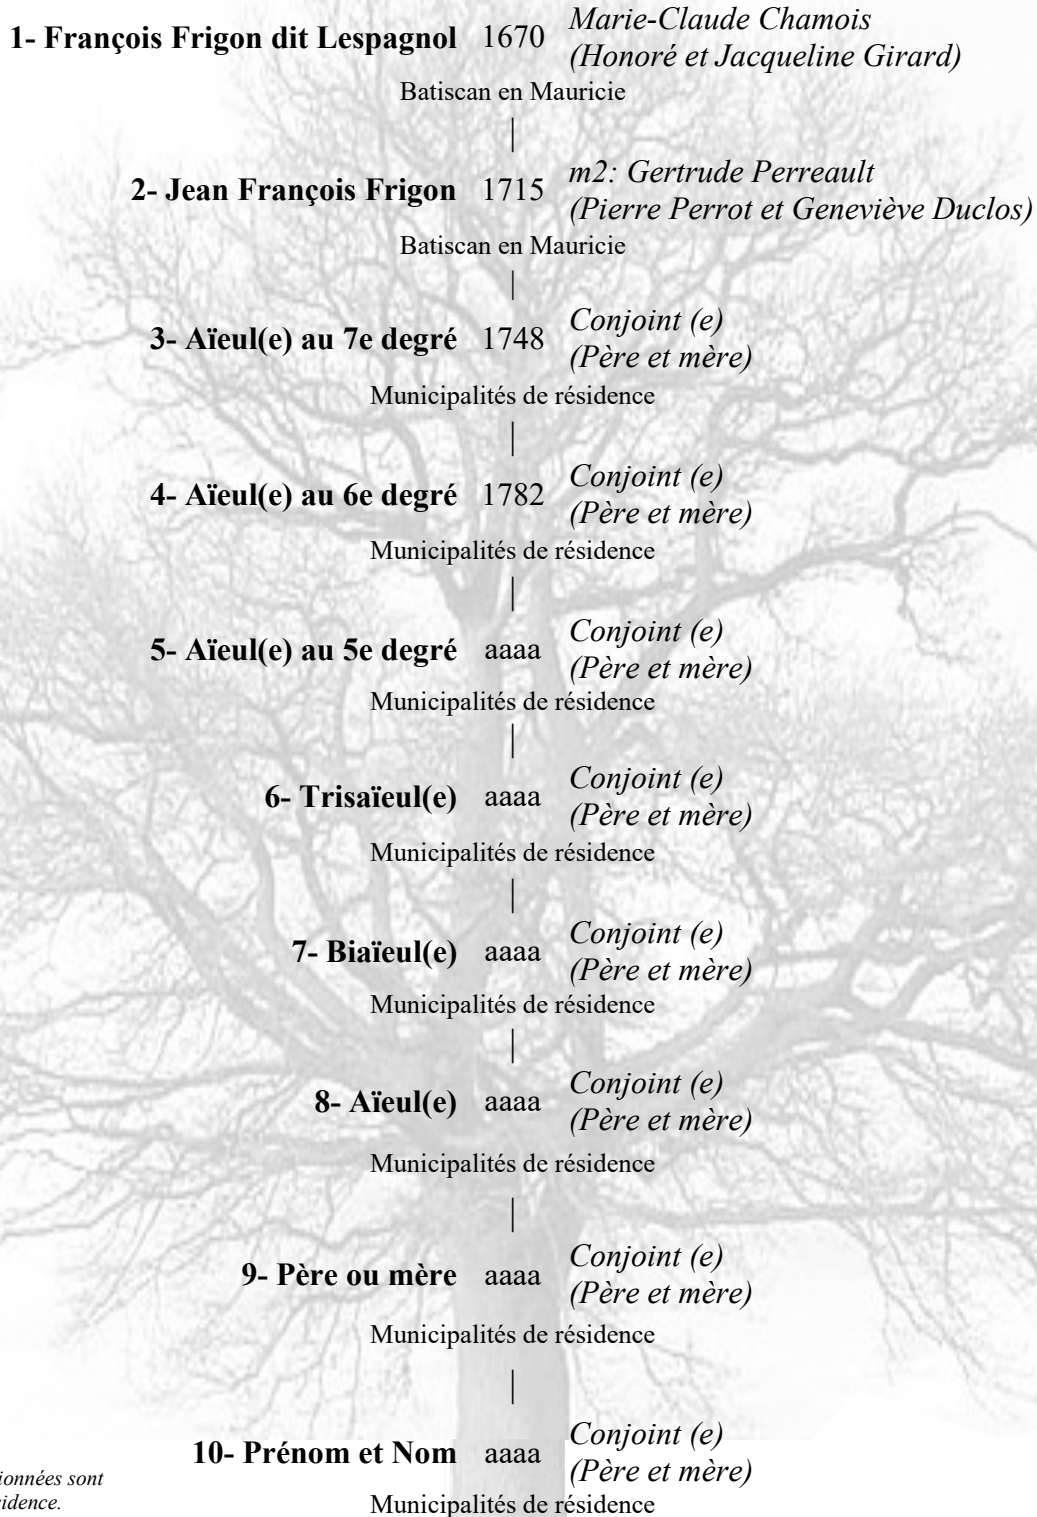 1- François Frigon dit Lespagnol 1670 Marie-Claude Chamois
(Honoré et Jacqueline Girard)
Batiscan en Mauricie
|
2- Jean François Frigon 1715 m2: Gertrude Perreault
(Pierre Perrot et Geneviève Duclos)
Batiscan en Mauricie
|
3- Aïeul(e) au 7e degré 1748 Conjoint (e)
(Père et mère)
Municipalités de résidence
|
4- Aïeul(e) au 6e degré 1782 Conjoint (e)
(Père et mère)
Municipalités de résidence
|
5- Aïeul(e) au 5e degré aaaa Conjoint (e)
(Père et mère)
Municipalités de résidence
|
6- Trisaïeul(e) aaaa Conjoint (e)
(Père et mère)
Municipalités de résidence
|
7- Biaïeul(e) aaaa Conjoint (e)
(Père et mère)
Municipalités de résidence
|
8- Aïeul(e) aaaa Conjoint (e)
(Père et mère)
Municipalités de résidence
|
9- Père ou mère aaaa Conjoint (e)
(Père et mère)
Municipalités de résidence
|
10- Prénom et Nom aaaa Conjoint (e)
(Père et mère)
ionnées sont
idence.
Municipalités de résidence